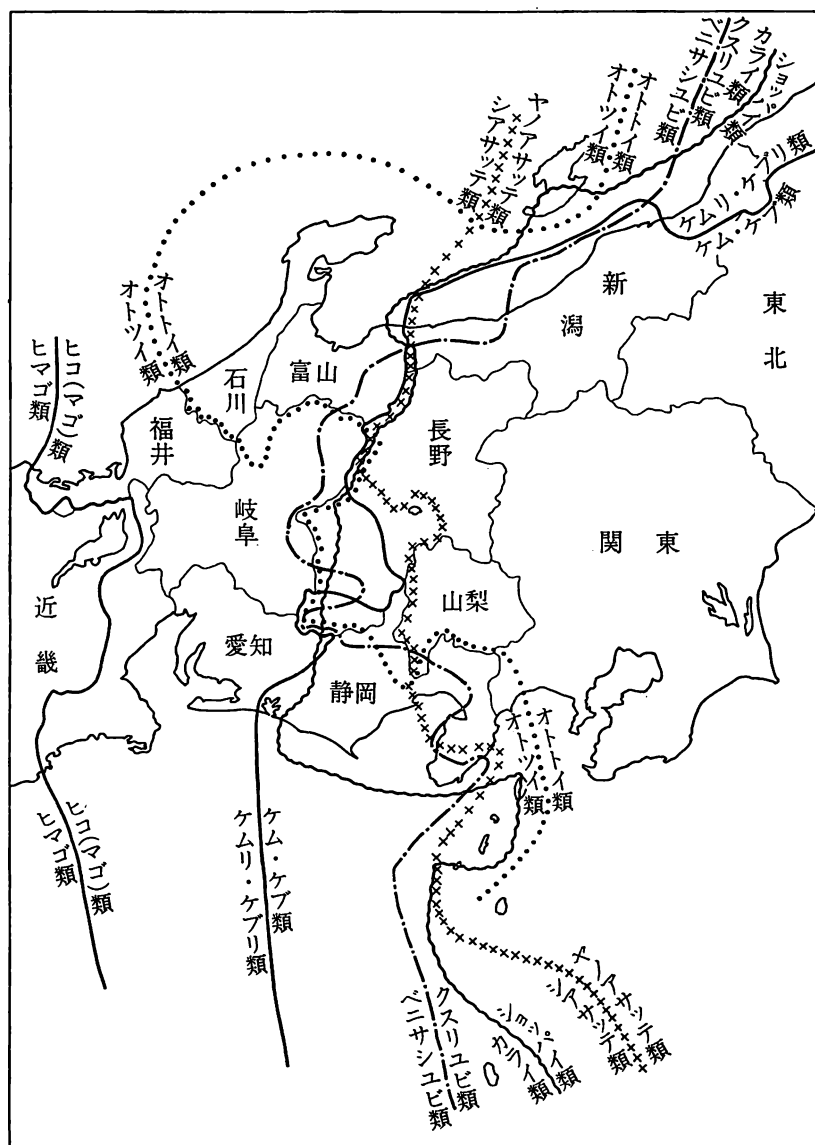 ショッパイ類
カライ類
クスリユビ類
ベニサシユビ類
オトトイ類
オトツイ類
ヤノアサッテ類
シアサッテ類
ケムリ・ケブリ類
ケム・ケブ類
オトトイ類
オトツイ類
ヒコ(マゴ)類
ヒマゴ類
新潟
東北
富山
石川
福井
長野
岐阜
関東
山梨
近畿
愛知
静岡
オトトイ類
オトツイ類
ヒコ(マゴ)類
ヒマゴ類
ケム・ケブ類
ケムリ・ケブリ類
クスリユビ類
ベニサシユビ類
ショッパイ類
カライ類
ヤノアサッテ類
シアサッテ類